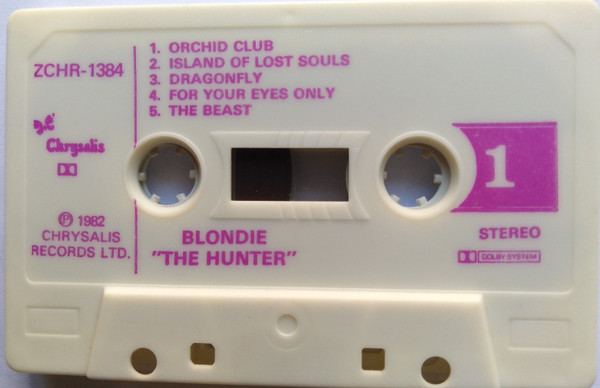 ZCHR-1384
Chrysalis
℗ 1982
CHRYSALIS
RECORDS LTD.
1. ORCHID CLUB
2. ISLAND OF LOST SOULS
3. DRAGONFLY
4. FOR YOUR EYES ONLY
5. THE BEAST
BLONDIE
"THE HUNTER"
1
STEREO
DOLBY SYSTEM